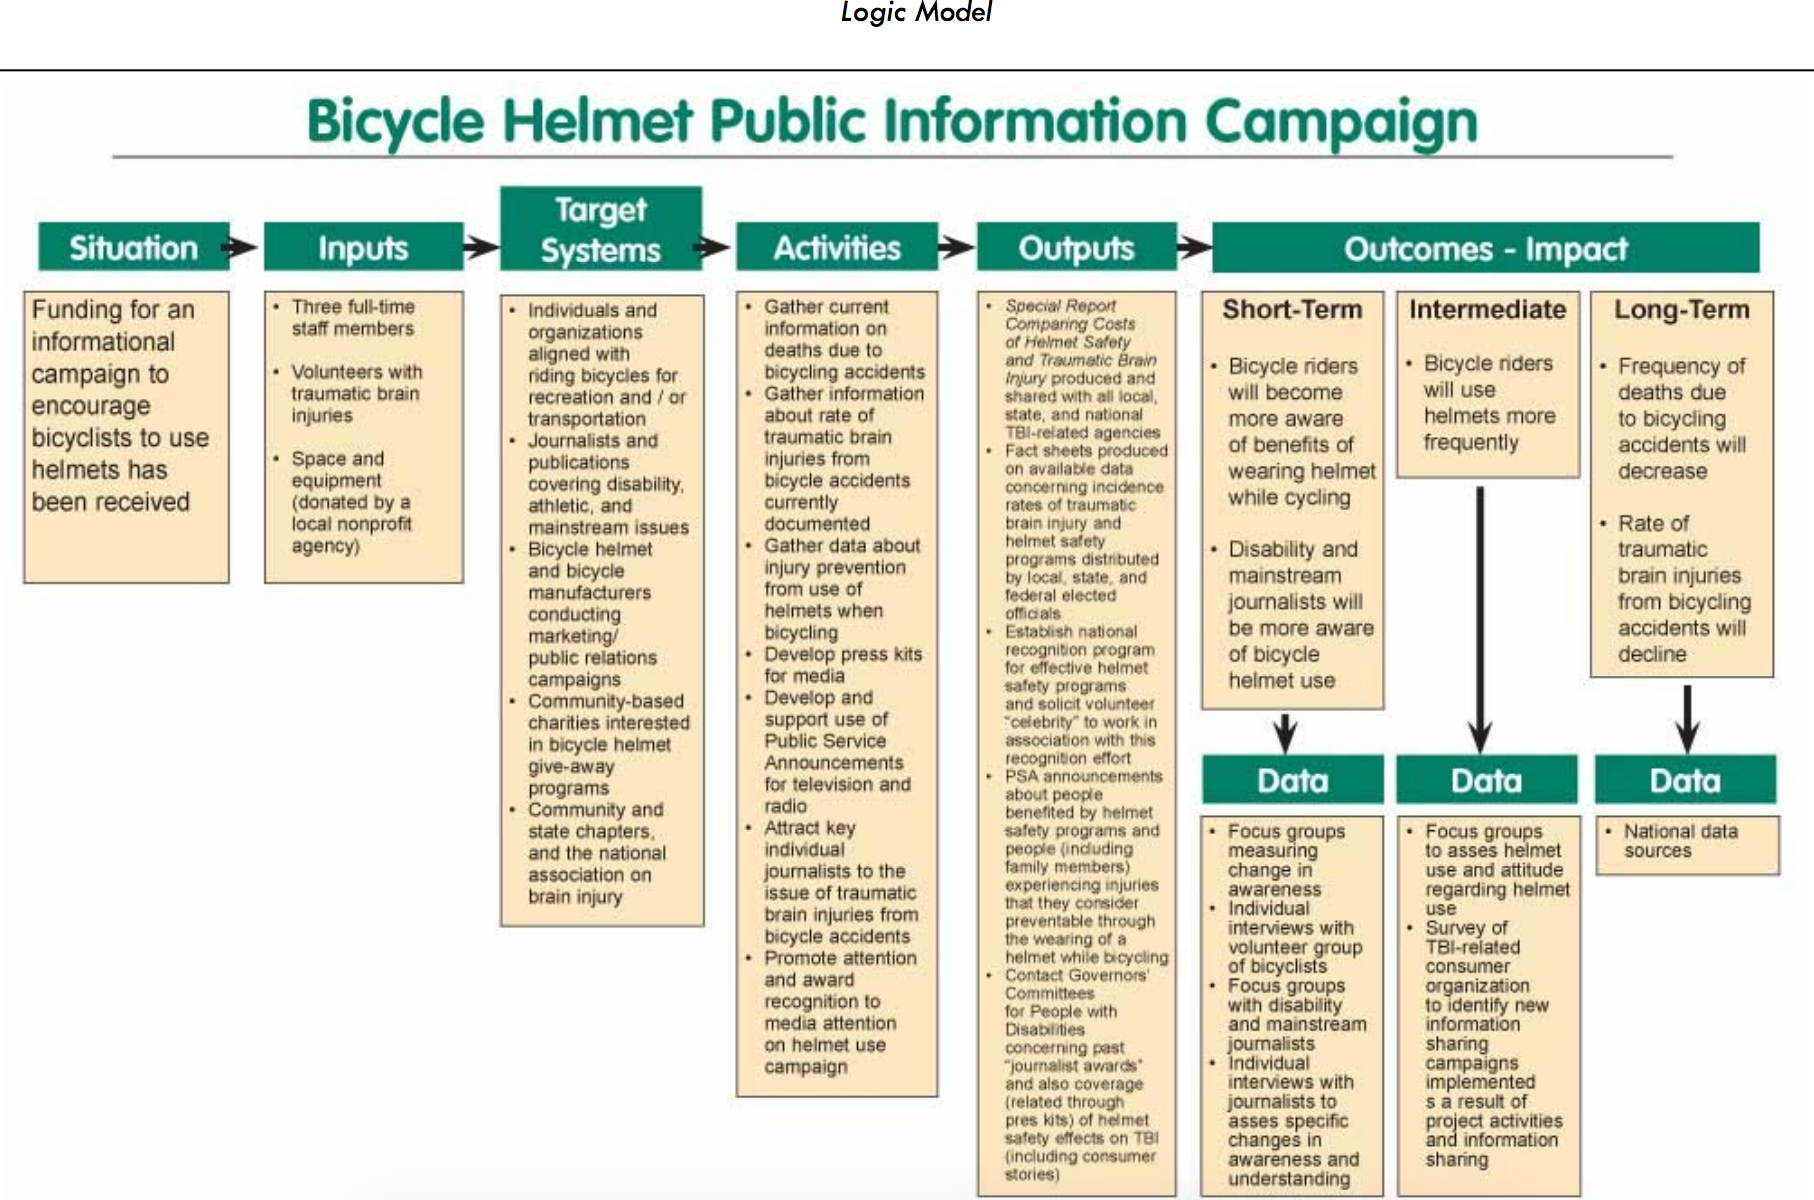 Logic Model
Bicycle Helmet Public Information Campaign
Situation
Funding for an
informational
campaign to
encourage
bicyclists to use
helmets has
been received
Inputs
• Three full-time
staff members
• Volunteers with
traumatic brain
injuries
• Space and
equipment
(donated by a
local nonprofit
agency)
Target
Systems
• Individuals and
organizations
aligned with
riding bicycles for
recreation and / or
transportation
• Journalists and
publications
covering disability,
athletic, and
mainstream issues
• Bicycle helmet
and bicycle
manufacturers
conducting
marketing/
public relations
campaigns
• Community-based
charities interested
in bicycle helmet
give-away
programs
• Community and
state chapters,
and the national
association on
brain injury
Activities
• Gather current
information on
deaths due to
bicycling accidents
• Gather information
about rate of
traumatic brain
injuries from
bicycle accidents
currently
documented
• Gather data about
injury prevention
from use of
helmets when
bicycling
• Develop press kits
for media
• Develop and
support use of
Public Service
Announcements
for television and
radio
• Attract key
individual
journalists to the
issue of traumatic
brain injuries from
bicycle accidents
• Promote attention
and award
recognition to
media attention
on helmet use
campaign
Outputs
• Special Report
Comparing Costs
of Helmet Safety
and Traumatic Brain
Injury produced and
shared with all local,
state, and national
TBI-related agencies
• Fact sheets produced
on available data
concerning incidence
rates of traumatic
brain injury and
helmet safety
programs distributed
by local, state, and
federal elected
officials
• Establish national
recognition program
for effective helmet
safety programs
and solicit volunteer
"celebrity" to work in
association with this
recognition effort
• PSA announcements
about people
benefited by helmet
safety programs and
people (including
family members)
experiencing injuries
that they consider
preventable through
the wearing of a
helmet while bicycling
• Contact Governors'
Committees
for People with
Disabilities
concerning past
"journalist awards"
and also coverage
(related through
pres kits) of helmet
safety effects on TBI
(including consumer
stories)
Outcomes - Impact
Short-Term
• Bicycle riders
will become
more aware
of benefits of
wearing helmet
while cycling
• Disability and
mainstream
journalists will
be more aware
of bicycle
helmet use
Data
• Focus groups
measuring
change in
awareness
• Individual
interviews with
volunteer group
of bicyclists
• Focus groups
with disability
and mainstream
journalists
• Individual
interviews with
journalists to
asses specific
changes in
awareness and
understanding
Intermediate
• Bicycle riders
will use
helmets more
frequently
Data
• Focus groups
to asses helmet
use and attitude
regarding helmet
use
• Survey of
TBI-related
consumer
organization
to identify new
information
sharing
campaigns
implemented
s a result of
project activities
and information
sharing
Long-Term
• Frequency of
deaths due
to bicycling
accidents will
decrease
• Rate of
traumatic
brain injuries
from bicycling
accidents will
decline
Data
• National data
sources